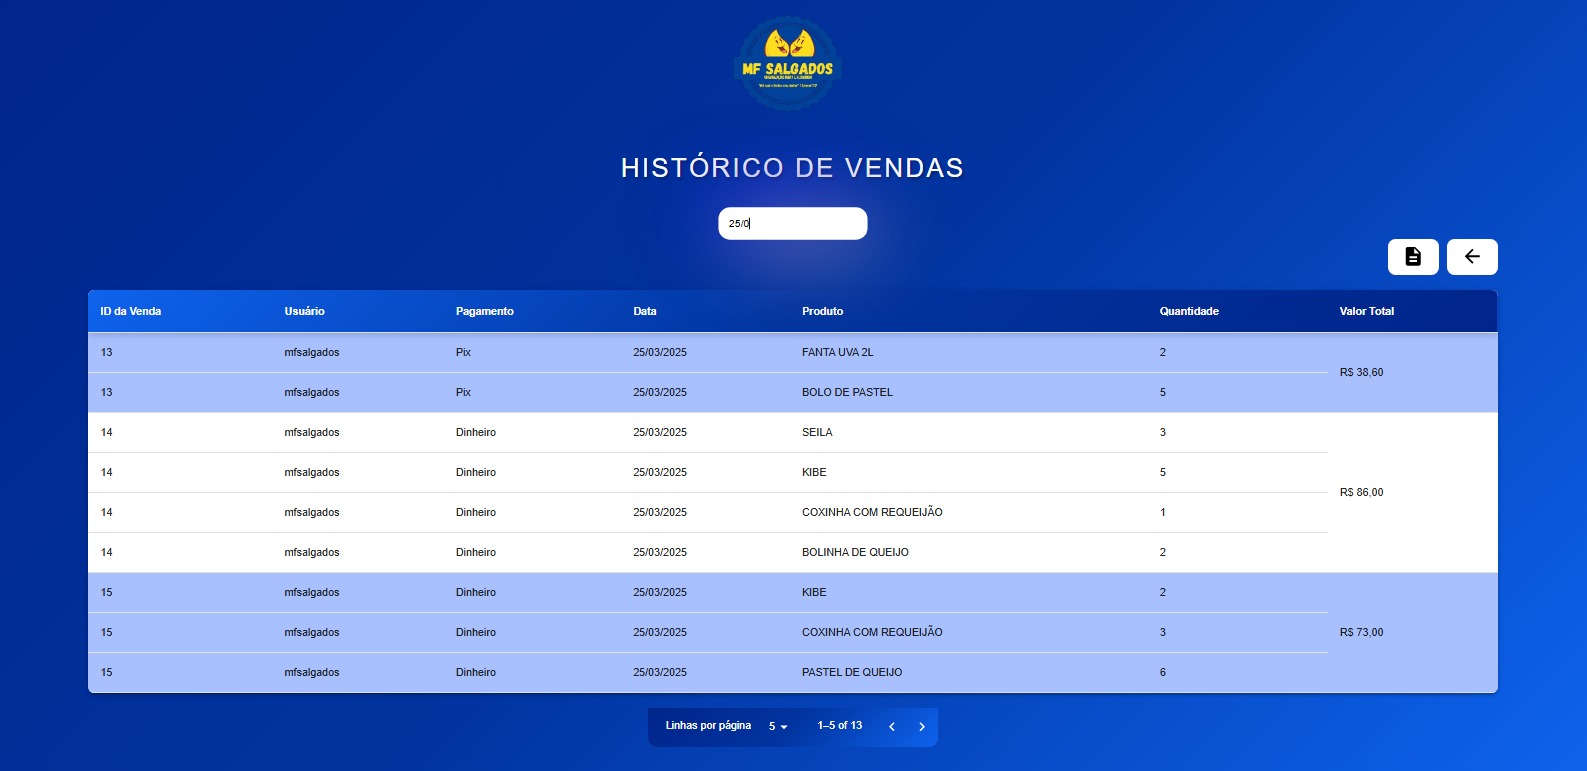 MF SALGADOS
HISTÓRICO DE VENDAS
25/0
ID da Venda Usuário Pagamento Data Produto Quantidade Valor Total
13 mfsalgados Pix 25/03/2025 FANTA UVA 2L 2
R$ 38,60
13 mfsalgados Pix 25/03/2025 BOLO DE PASTEL 5
14 mfsalgados Dinheiro 25/03/2025 SEILA 3
14 mfsalgados Dinheiro 25/03/2025 KIBE 5
R$ 86,00
14 mfsalgados Dinheiro 25/03/2025 COXINHA COM REQUEIJÃO 1
14 mfsalgados Dinheiro 25/03/2025 BOLINHA DE QUEIJO 2
15 mfsalgados Dinheiro 25/03/2025 KIBE 2
15 mfsalgados Dinheiro 25/03/2025 COXINHA COM REQUEIJÃO 3 R$ 73,00
15 mfsalgados Dinheiro 25/03/2025 PASTEL DE QUEIJO 6
Linhas por página 5 1–5 of 13